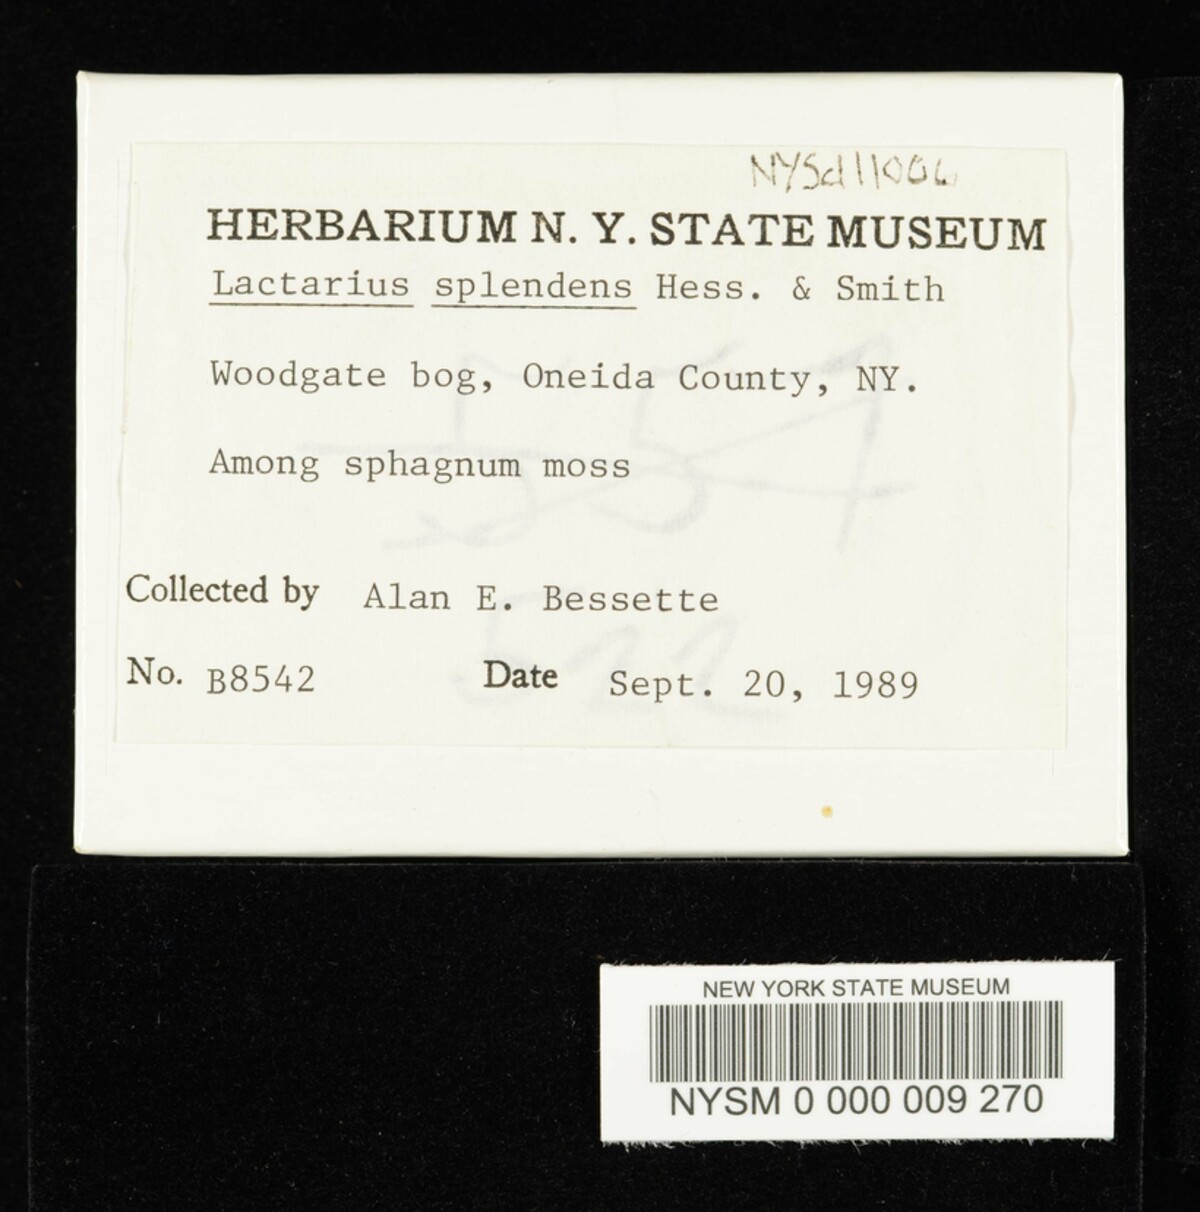 NYSd11006
HERBARIUM N. Y. STATE MUSEUM
Lactarius splendens Hess. & Smith
Woodgate bog, Oneida County, NY.
Among sphagnum moss
Collected by Alan E. Bessette
No. B8542 Date Sept. 20, 1989
NEW YORK STATE MUSEUM
NYSM 0 000 009 270